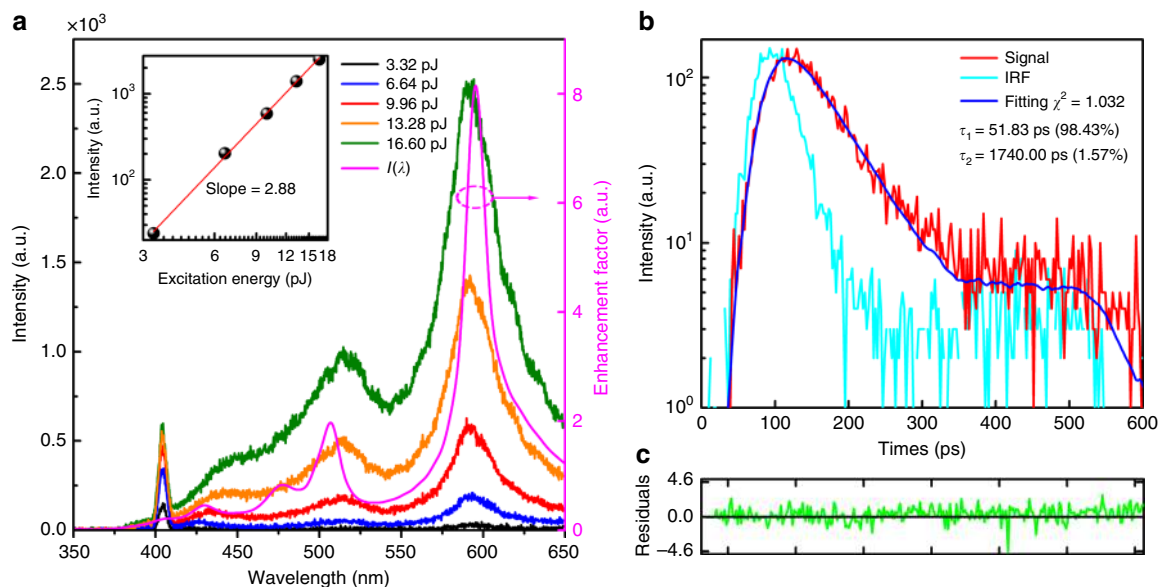 a
×10³
2.5
2.0
1.5
1.0
0.5
0.0
Intensity (a.u.)
350 400 450 500 550 600 650
Wavelength (nm)
10³
10²
Intensity (a.u.)
Slope = 2.88
3 6 9 12 15 18
Excitation energy (pJ)
3.32 pJ
6.64 pJ
9.96 pJ
13.28 pJ
16.60 pJ
I(λ)
8
6
4
2
0
Enhancement factor (a.u.)
b
10²
10¹
10⁰
Intensity (a.u.)
Signal
IRF
Fitting χ² = 1.032
τ₁ = 51.83 ps (98.43%)
τ₂ = 1740.00 ps (1.57%)
0 100 200 300 400 500 600
Times (ps)
c
4.6
0.0
−4.6
Residuals